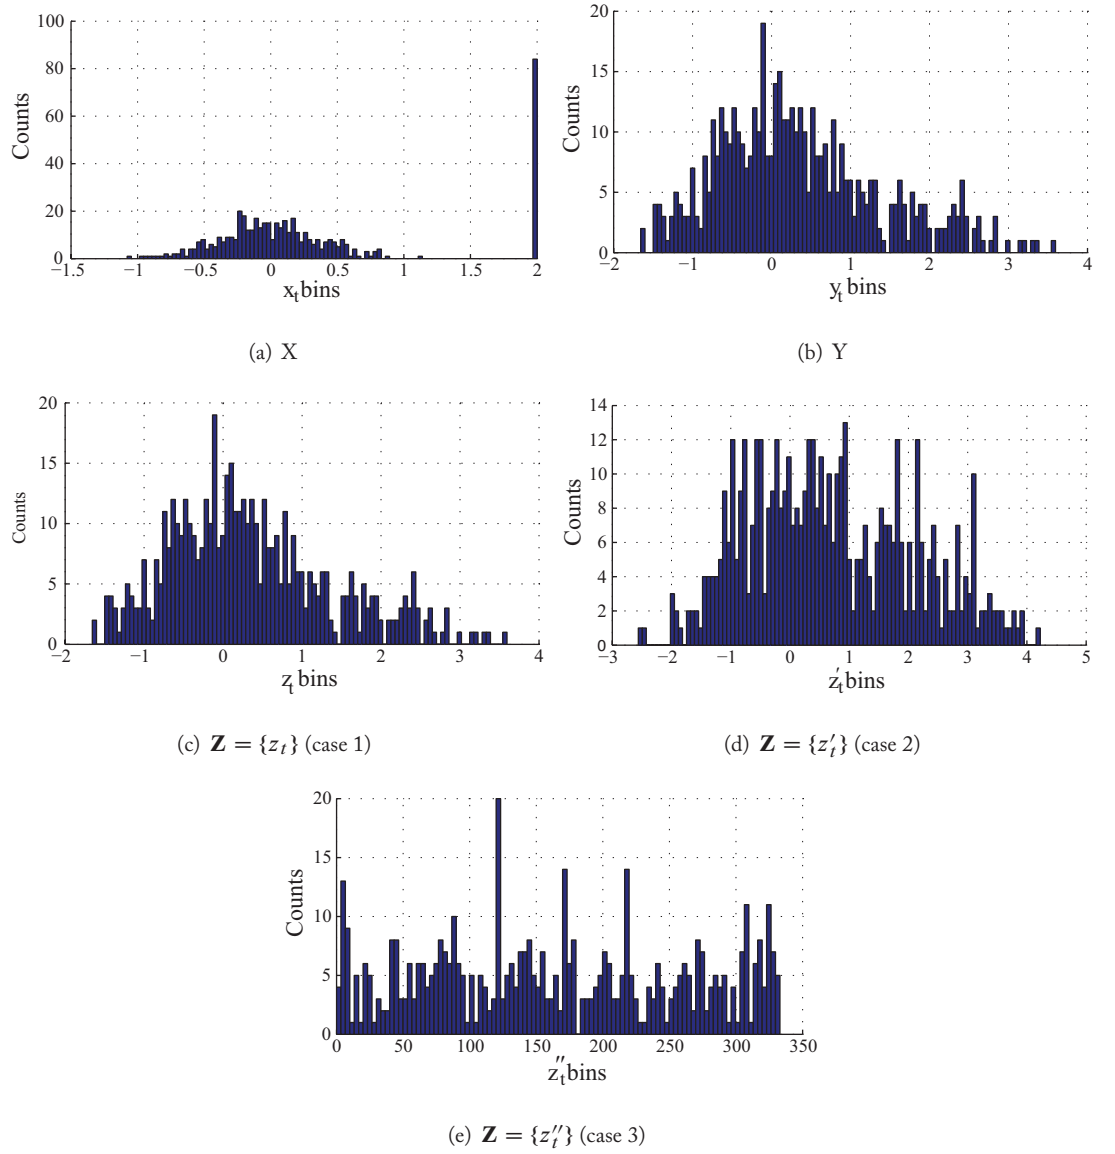 100
80
60
40
20
0
Counts
−1.5 −1 −0.5 0 0.5 1 1.5 2
xt bins
(a) X
20
15
10
5
0
Counts
−2 −1 0 1 2 3 4
yt bins
(b) Y
20
15
10
5
0
Counts
−2 −1 0 1 2 3 4
zt bins
(c) Z = {zt} (case 1)
14
12
10
8
6
4
2
0
Counts
−3 −2 −1 0 1 2 3 4 5
z′t bins
(d) Z = {z′t} (case 2)
20
15
10
5
0
Counts
0 50 100 150 200 250 300 350
z′′t bins
(e) Z = {z′′t} (case 3)